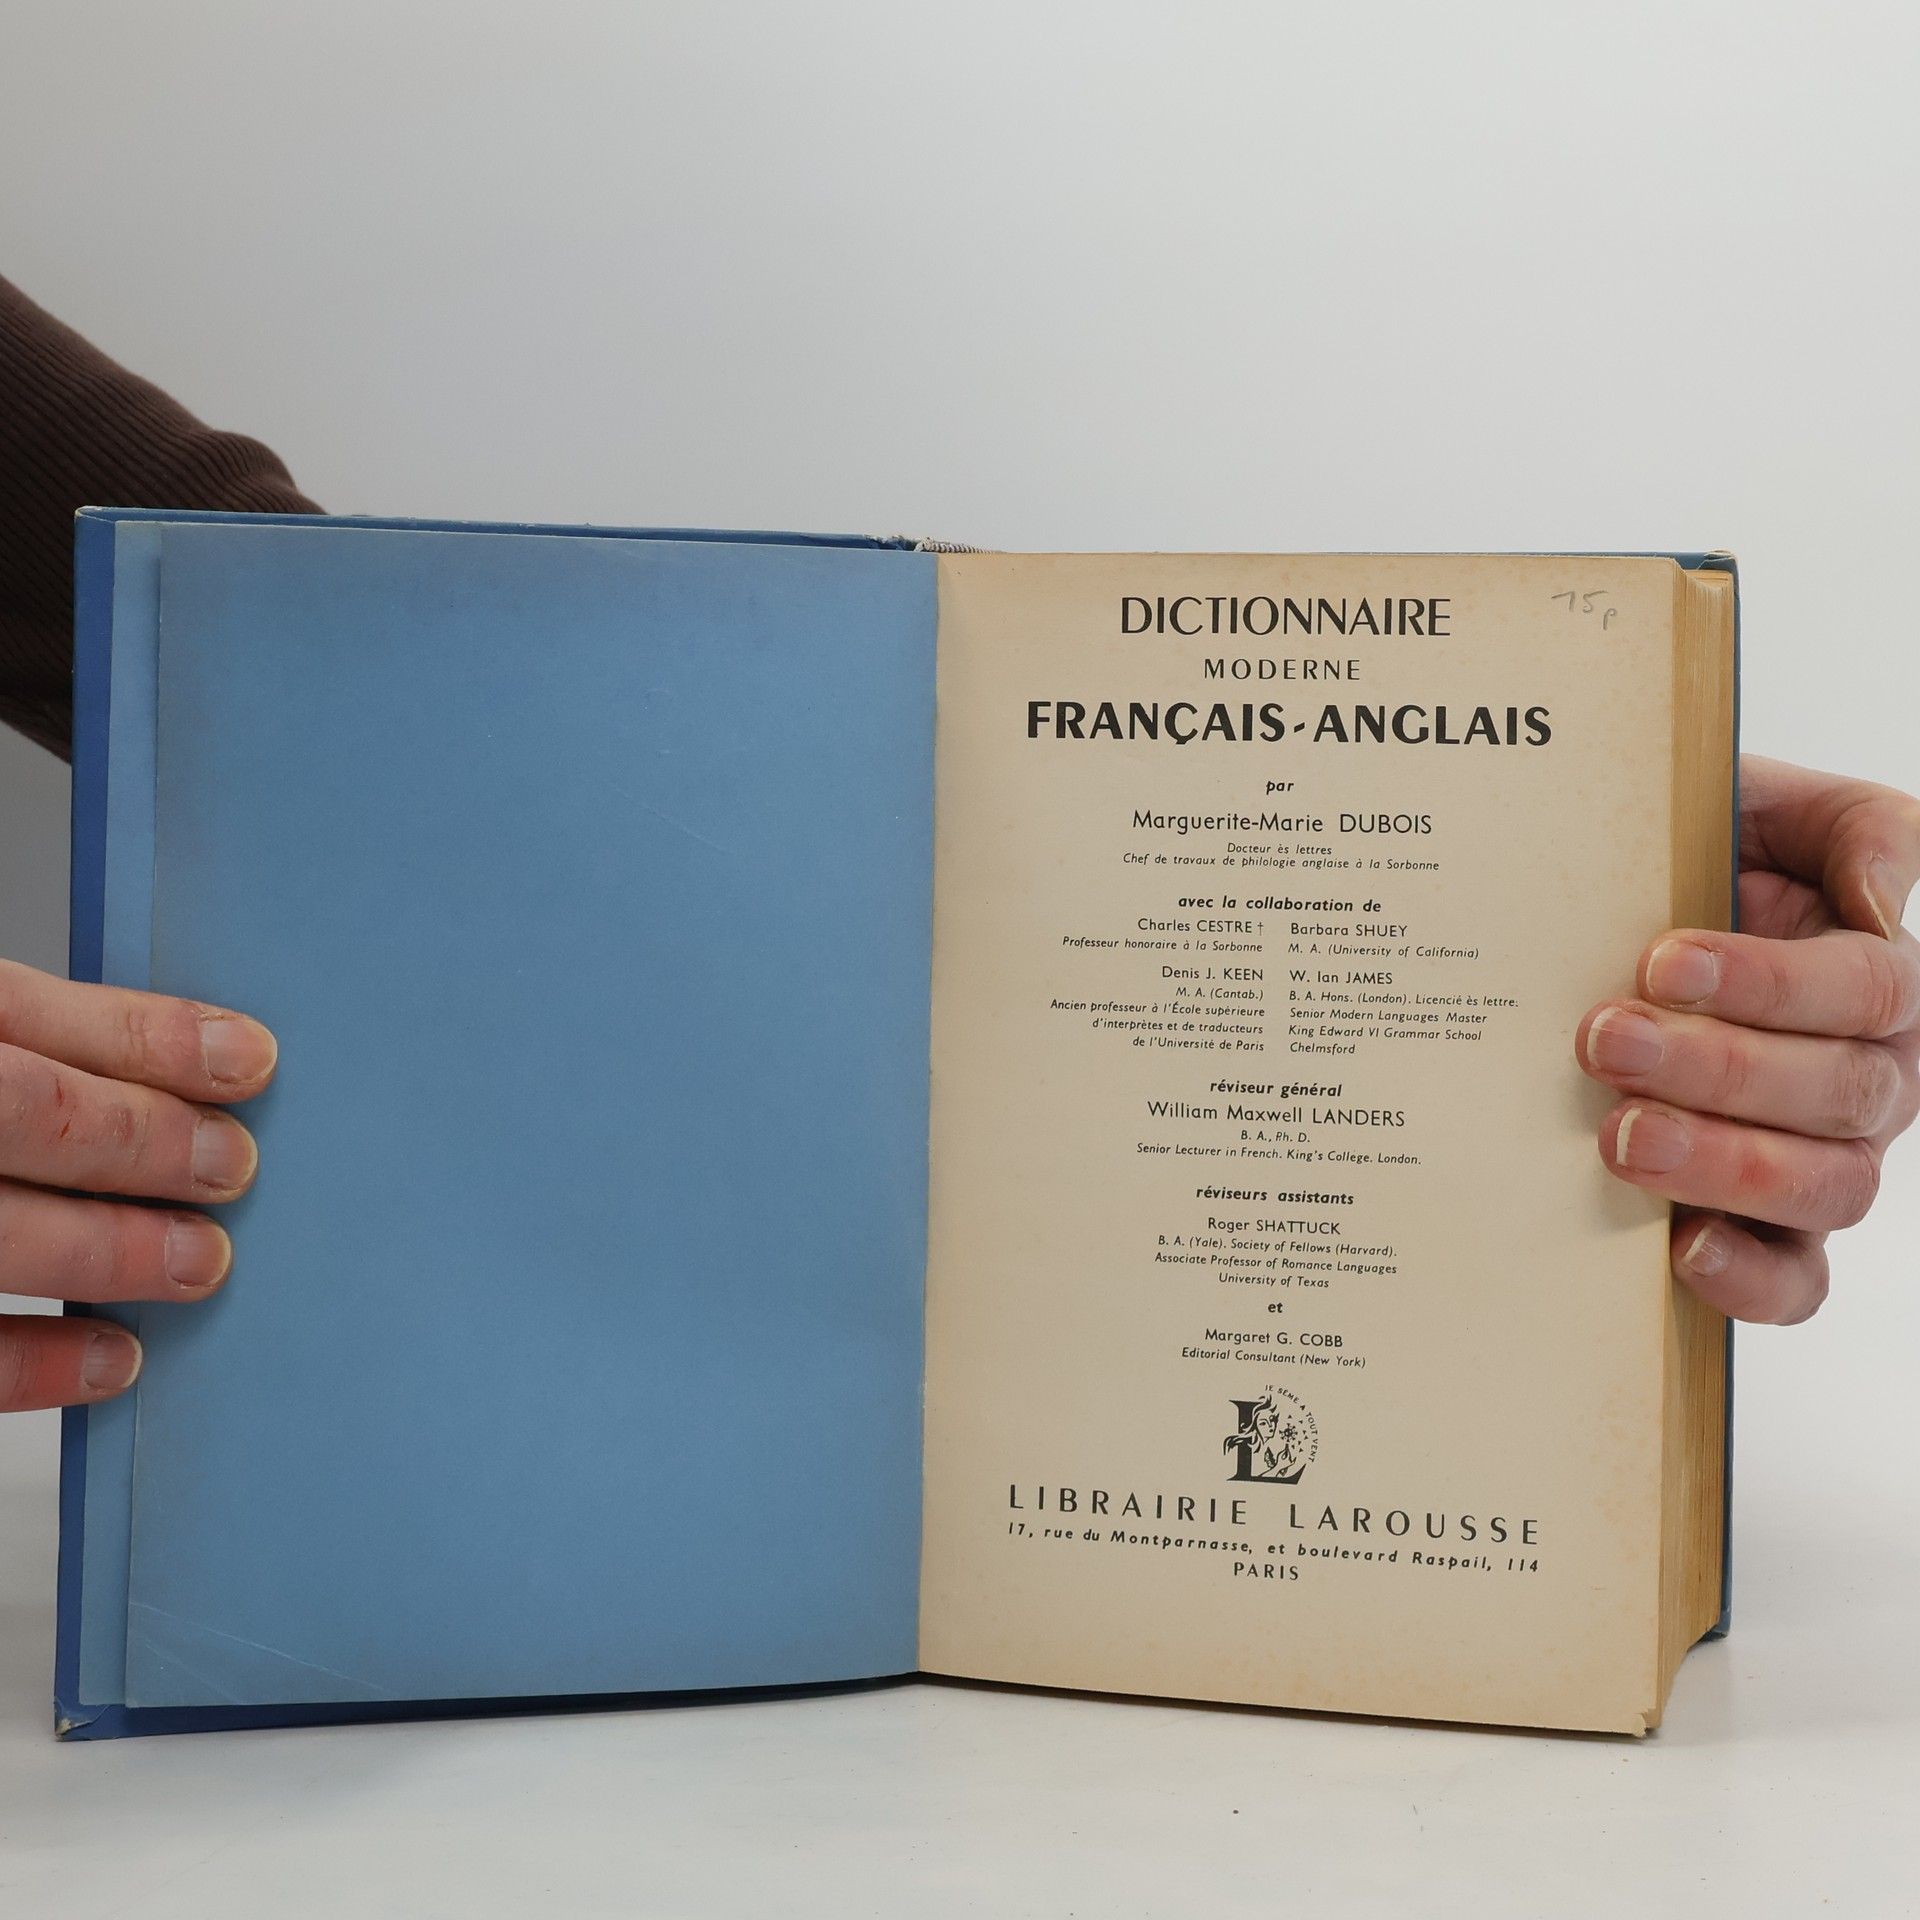 15p
DICTIONNAIRE
MODERNE
FRANÇAIS-ANGLAIS
par
Marguerite-Marie DUBOIS
Docteur ès lettres
Chef de travaux de philologie anglaise à la Sorbonne
avec la collaboration de
Charles CESTRE †
Professeur honoraire à la Sorbonne
Denis J. KEEN
M. A. (Cantab.)
Ancien professeur à l'École supérieure
d'interprètes et de traducteurs
de l'Université de Paris
Barbara SHUEY
M. A. (University of California)
W. Ian JAMES
B. A. Hons. (London). Licencié ès lettre:
Senior Modern Languages Master
King Edward VI Grammar School
Chelmsford
réviseur général
William Maxwell LANDERS
B. A., Ph. D.
Senior Lecturer in French. King's College. London.
réviseurs assistants
Roger SHATTUCK
B. A. (Yale). Society of Fellows (Harvard).
Associate Professor of Romance Languages
University of Texas
et
Margaret G. COBB
Editorial Consultant (New York)
JE SÈME A TOUT VENT
L
LIBRAIRIE LAROUSSE
17, rue du Montparnasse, et boulevard Raspail, 114
PARIS